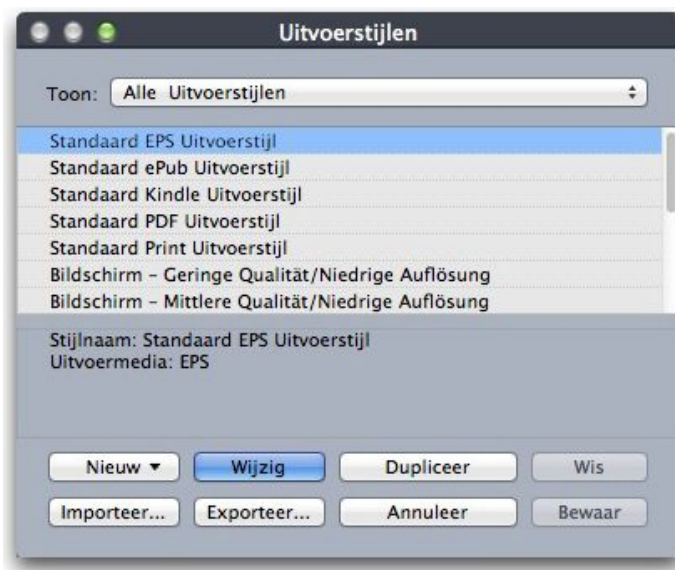 Uitvoerstijlen
Toon: Alle Uitvoerstijlen
Standaard EPS Uitvoerstijl
Standaard ePub Uitvoerstijl
Standaard Kindle Uitvoerstijl
Standaard PDF Uitvoerstijl
Standaard Print Uitvoerstijl
Bildschirm – Geringe Qualität/Niedrige Auflösung
Bildschirm – Mittlere Qualität/Niedrige Auflösung
Stijlnaam: Standaard EPS Uitvoerstijl
Uitvoermedia: EPS
Nieuw Wijzig Dupliceer Wis
Importeer... Exporteer... Annuleer Bewaar